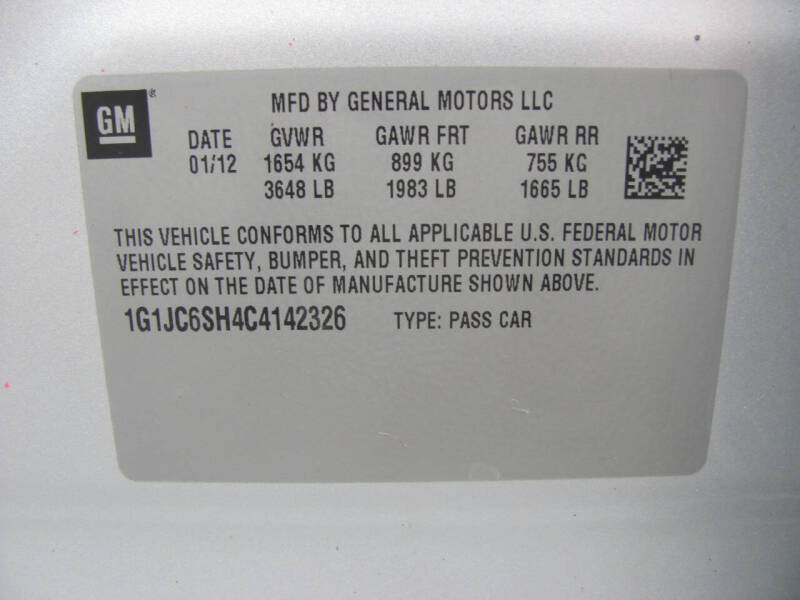 GM®
MFD BY GENERAL MOTORS LLC
DATE GVWR GAWR FRT GAWR RR
01/12 1654 KG 899 KG 755 KG
3648 LB 1983 LB 1665 LB
THIS VEHICLE CONFORMS TO ALL APPLICABLE U.S. FEDERAL MOTOR
VEHICLE SAFETY, BUMPER, AND THEFT PREVENTION STANDARDS IN
EFFECT ON THE DATE OF MANUFACTURE SHOWN ABOVE.
1G1JC6SH4C4142326 TYPE: PASS CAR